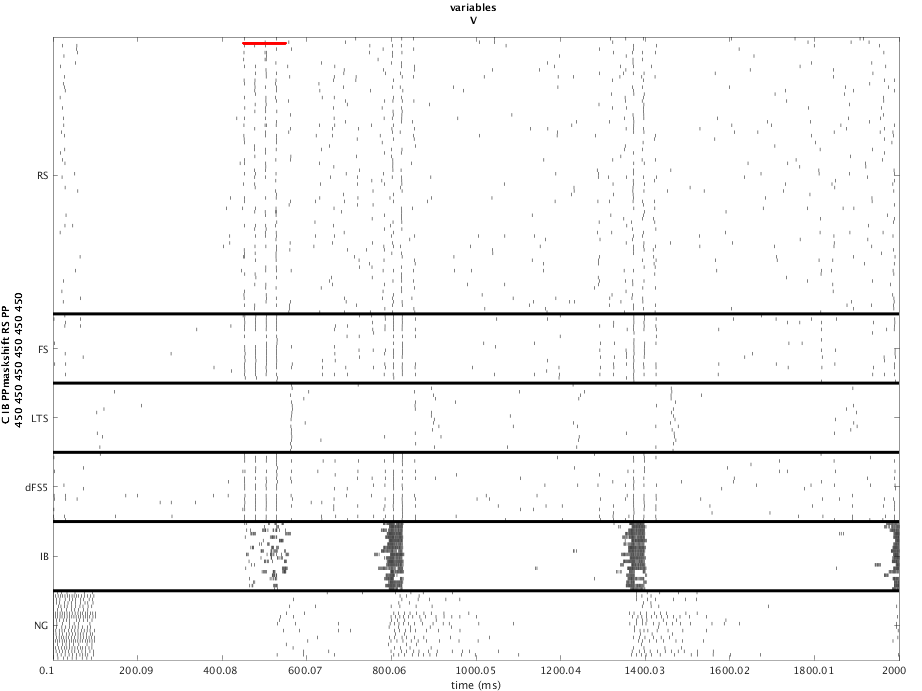 variables
V
C IB PPmaskshift RS PP
450 450 450 450 450 450
RS
FS
LTS
dFS5
IB
NG
0.1 200.09 400.08 600.07 800.06 1000.05 1200.04 1400.03 1600.02 1800.01 2000
time (ms)